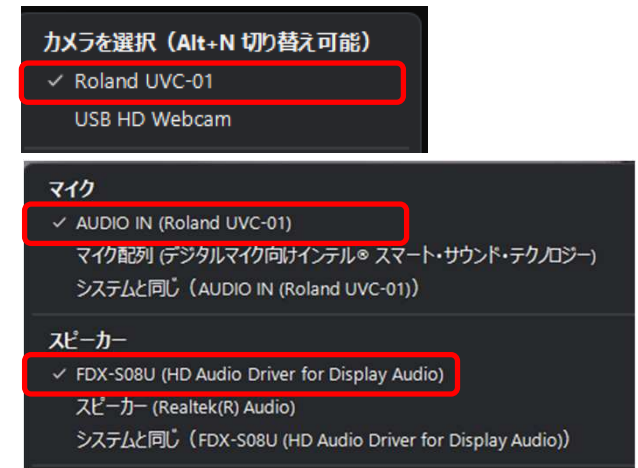 カメラを選択（Alt+N 切り替え可能）
✓ Roland UVC-01
USB HD Webcam
マイク
✓ AUDIO IN (Roland UVC-01)
マイク配列 (デジタルマイク向けインテル® スマート・サウンド・テクノロジー)
システムと同じ（AUDIO IN (Roland UVC-01)）
スピーカー
✓ FDX-S08U (HD Audio Driver for Display Audio)
スピーカー (Realtek(R) Audio)
システムと同じ（FDX-S08U (HD Audio Driver for Display Audio)）